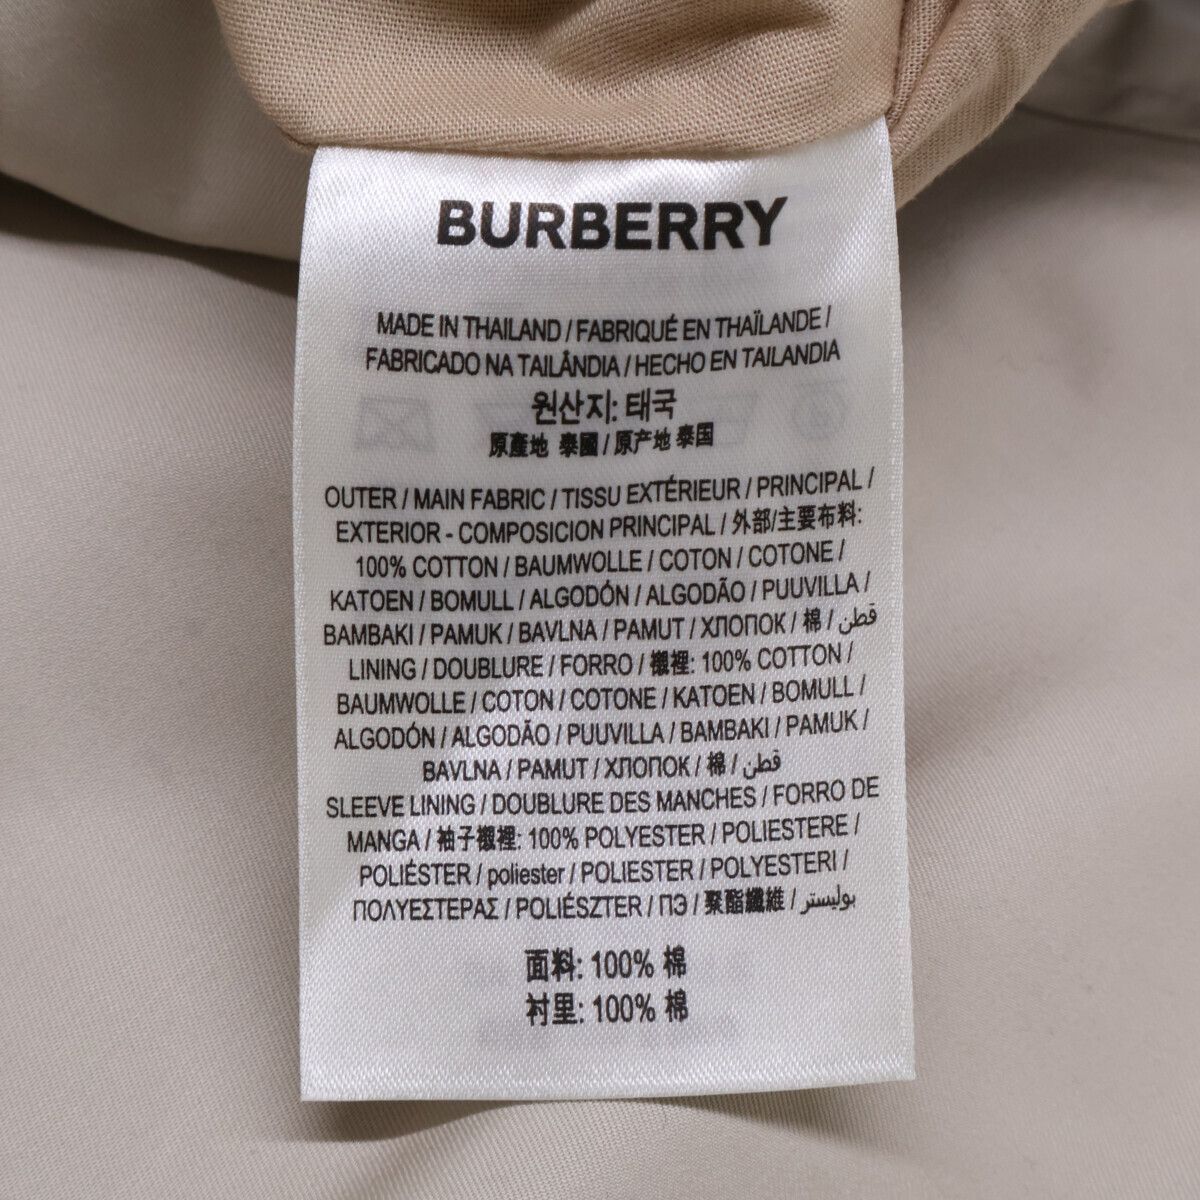 BURBERRY
MADE IN THAILAND / FABRIQUÉ EN THAÏLANDE /
FABRICADO NA TAILÂNDIA / HECHO EN TAILANDIA
원산지: 태국
原產地 泰國 / 原产地 泰国
OUTER / MAIN FABRIC / TISSU EXTÉRIEUR / PRINCIPAL /
EXTERIOR - COMPOSICION PRINCIPAL / 外部/主要布料:
100% COTTON / BAUMWOLLE / COTON / COTONE /
KATOEN / BOMULL / ALGODÓN / ALGODÃO / PUUVILLA /
BAMBAKI / PAMUK / BAVLNA / PAMUT / ХЛОПОК / 棉 / قطن
LINING / DOUBLURE / FORRO / 襯裡: 100% COTTON /
BAUMWOLLE / COTON / COTONE / KATOEN / BOMULL /
ALGODÓN / ALGODÃO / PUUVILLA / BAMBAKI / PAMUK /
BAVLNA / PAMUT / ХЛОПОК / 棉 / قطن
SLEEVE LINING / DOUBLURE DES MANCHES / FORRO DE
MANGA / 袖子襯裡: 100% POLYESTER / POLIESTERE /
POLIÉSTER / poliester / POLIESTER / POLYESTERI /
ΠΟΛΥΕΣΤΕΡΑΣ / POLIÉSZTER / ПЭ / 聚酯纖維 / بوليستر
面料: 100% 棉
衬里: 100% 棉